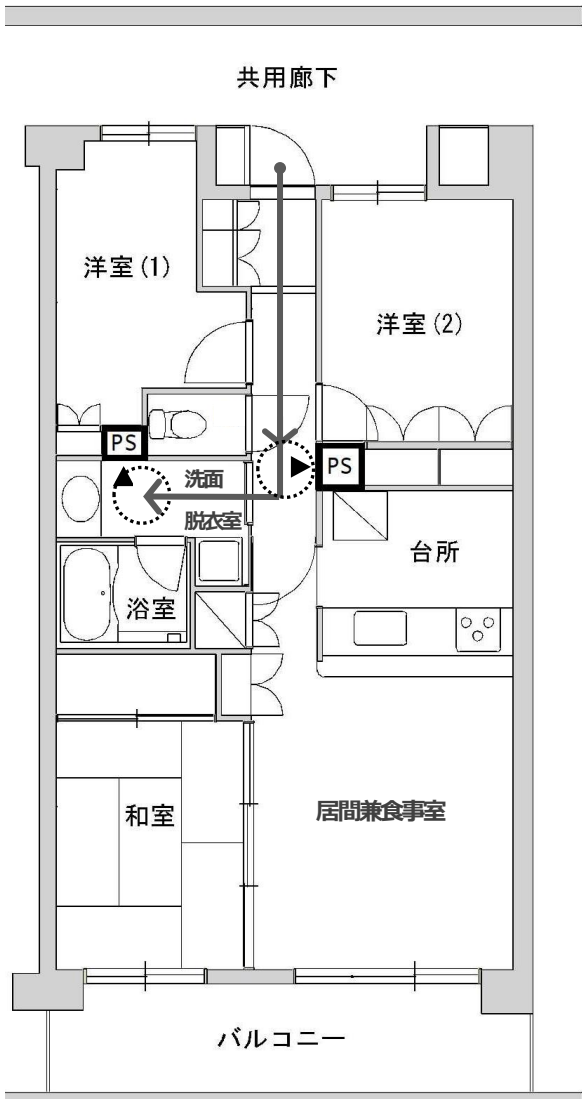 共用廊下
洋室(1)
洋室(2)
PS
PS
洗面
脱衣室
台所
浴室
和室
居間兼食事室
バルコニー